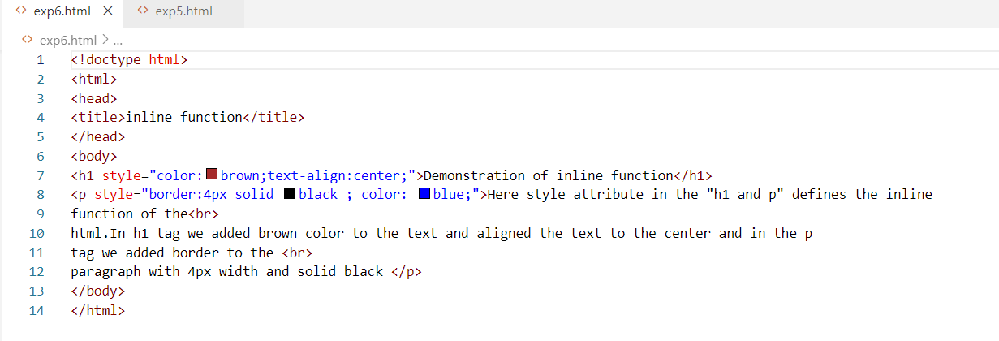 <> exp6.html ✕ <> exp5.html
<> exp6.html > ...
1 <!doctype html>
2 <html>
3 <head>
4 <title>inline function</title>
5 </head>
6 <body>
7 <h1 style="color:brown;text-align:center;">Demonstration of inline function</h1>
8 <p style="border:4px solid black ; color: blue;">Here style attribute in the "h1 and p" defines the inline
9 function of the<br>
10 html.In h1 tag we added brown color to the text and aligned the text to the center and in the p
11 tag we added border to the <br>
12 paragraph with 4px width and solid black </p>
13 </body>
14 </html>